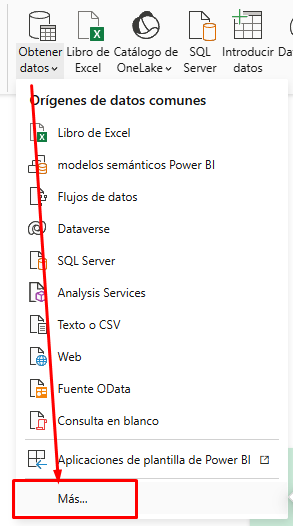 Obtener datos
Libro de Excel
Catálogo de OneLake
SQL Server
Introducir datos
Orígenes de datos comunes
Libro de Excel
modelos semánticos Power BI
Flujos de datos
Dataverse
SQL Server
Analysis Services
Texto o CSV
Web
Fuente OData
Consulta en blanco
Aplicaciones de plantilla de Power BI
Más...